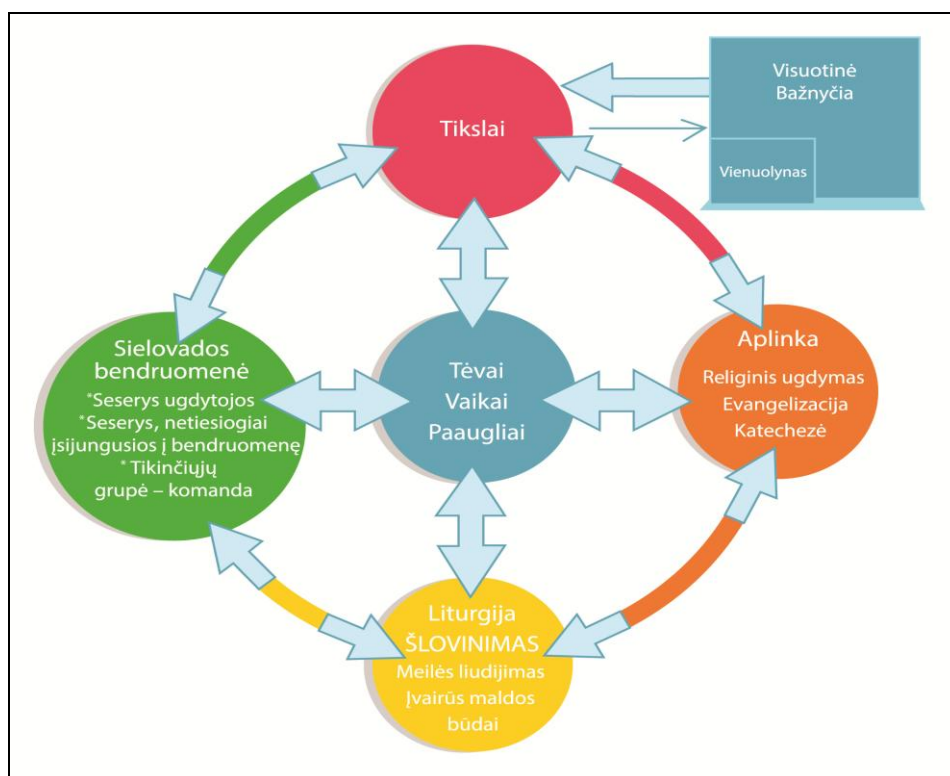 Tikslai
Visuotinė
Bažnyčia
Vienuolynas
Sielovados
bendruomenė
*Seserys ugdytojos
*Seserys, netiesiogiai
įsijungusios į bendruomenę
* Tikinčiųjų
grupė – komanda
Tėvai
Vaikai
Paaugliai
Aplinka
Religinis ugdymas
Evangelizacija
Katechezė
Liturgija
ŠLOVINIMAS
Meilės liudijimas
Įvairūs maldos
būdai